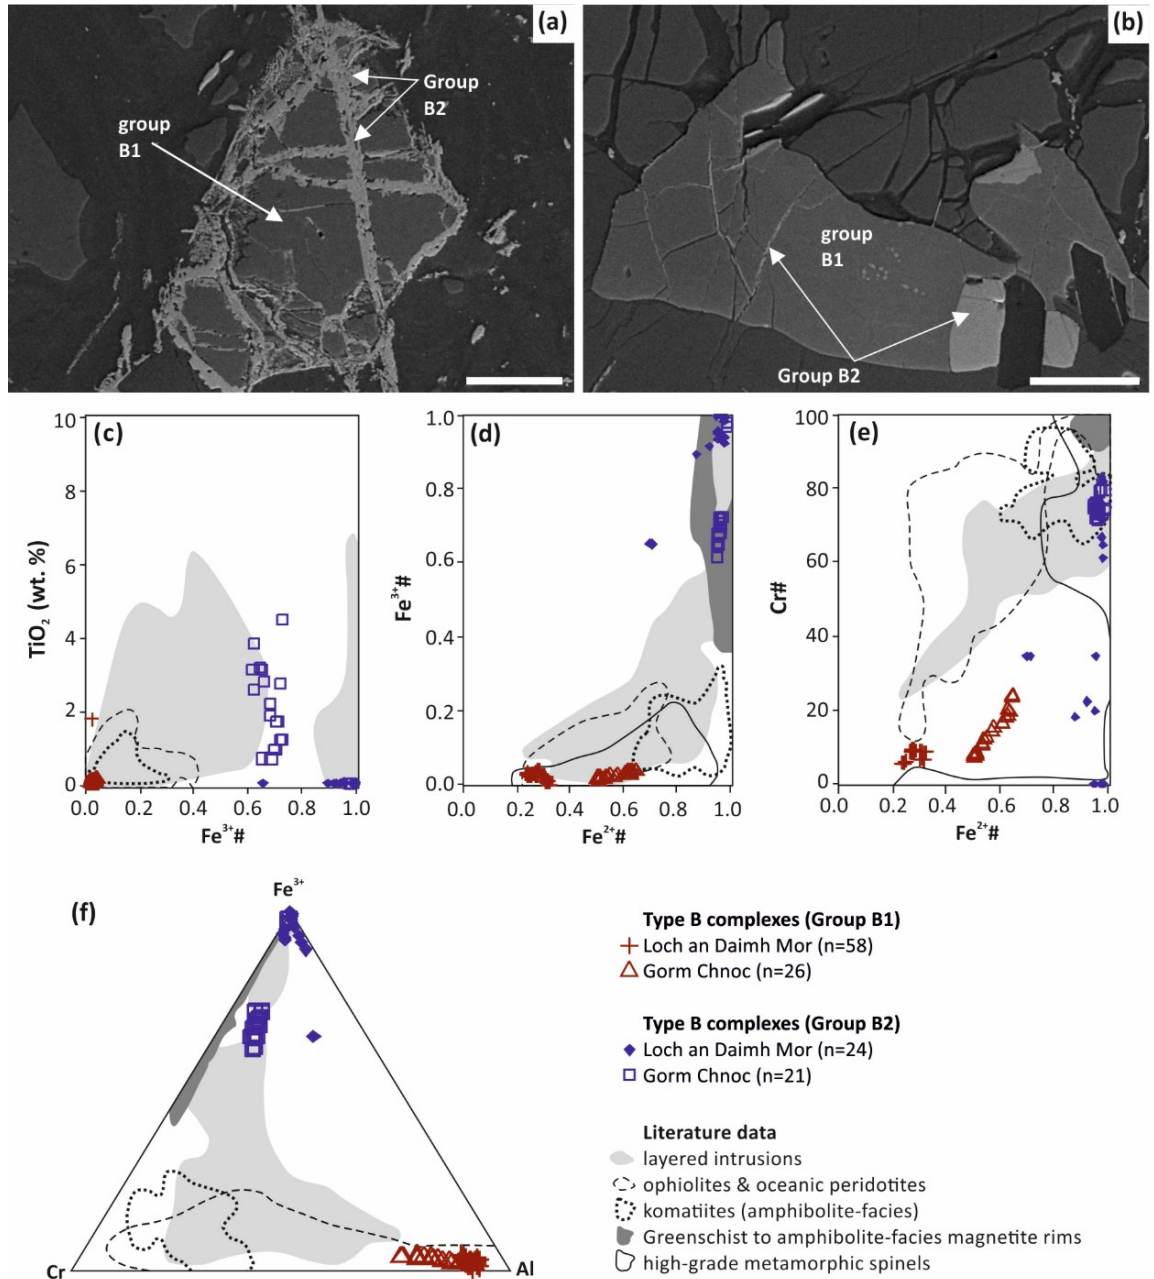 (a)
group
B1
Group
B2
(b)
group
B1
Group B2
(c)
10
8
6
4
2
0
0.0 0.2 0.4 0.6 0.8 1.0
TiO₂ (wt. %)
Fe³⁺#
(d)
1.0
0.8
0.6
0.4
0.2
0.0
0.0 0.2 0.4 0.6 0.8 1.0
Fe³⁺#
Fe²⁺#
(e)
100
80
60
40
20
0
0.0 0.2 0.4 0.6 0.8 1.0
Cr#
Fe²⁺#
(f)
Fe³⁺
Cr
Al
Type B complexes (Group B1)
Loch an Daimh Mor (n=58)
Gorm Chnoc (n=26)
Type B complexes (Group B2)
Loch an Daimh Mor (n=24)
Gorm Chnoc (n=21)
Literature data
layered intrusions
ophiolites & oceanic peridotites
komatiites (amphibolite-facies)
Greenschist to amphibolite-facies magnetite rims
high-grade metamorphic spinels